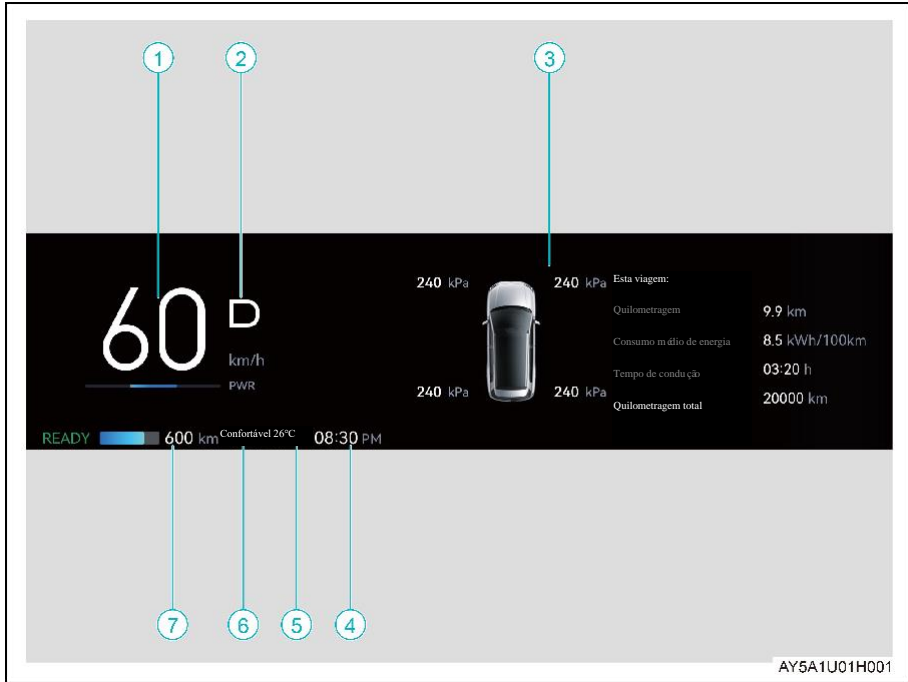 1 2 3
60 D
km/h
PWR
240 kPa 240 kPa
240 kPa 240 kPa
Esta viagem:
Quilometragem 9.9 km
Consumo médio de energia 8.5 kWh/100km
Tempo de condução 03:20 h
Quilometragem total 20000 km
READY 600 km Confortável 26°C 08:30 PM
7 6 5 4
AY5A1U01H001